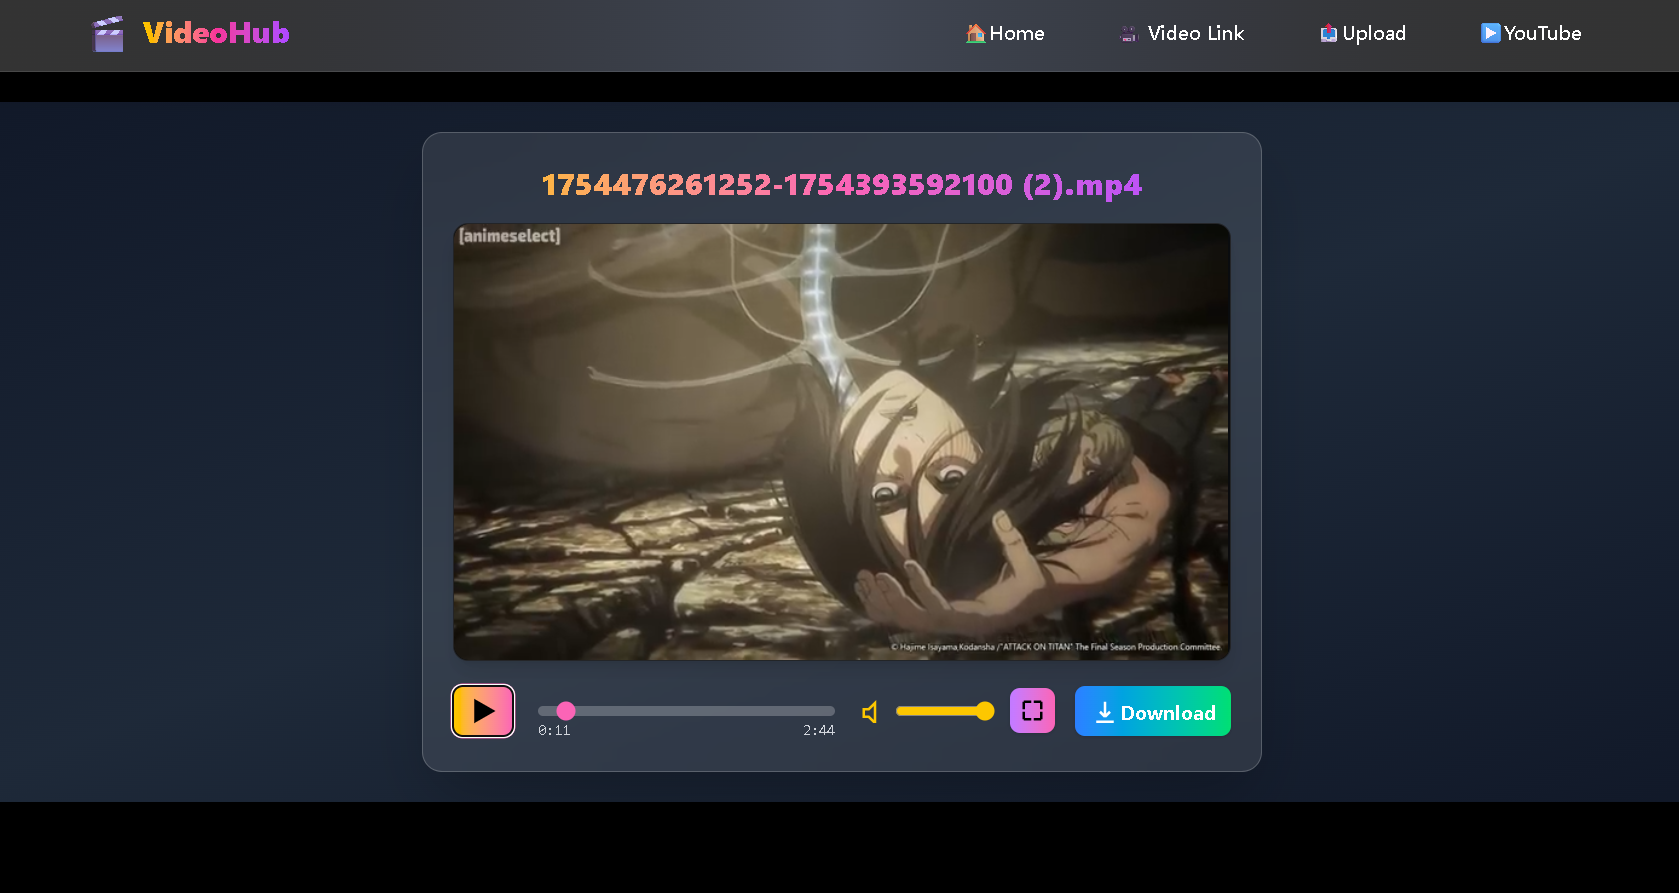 VideoHub
Home
Video Link
Upload
YouTube
1754476261252-1754393592100 (2).mp4
[animeselect]
© Hajime Isayama,Kodansha /"ATTACK ON TITAN" The Final Season Production Committee.
0:11
2:44
Download